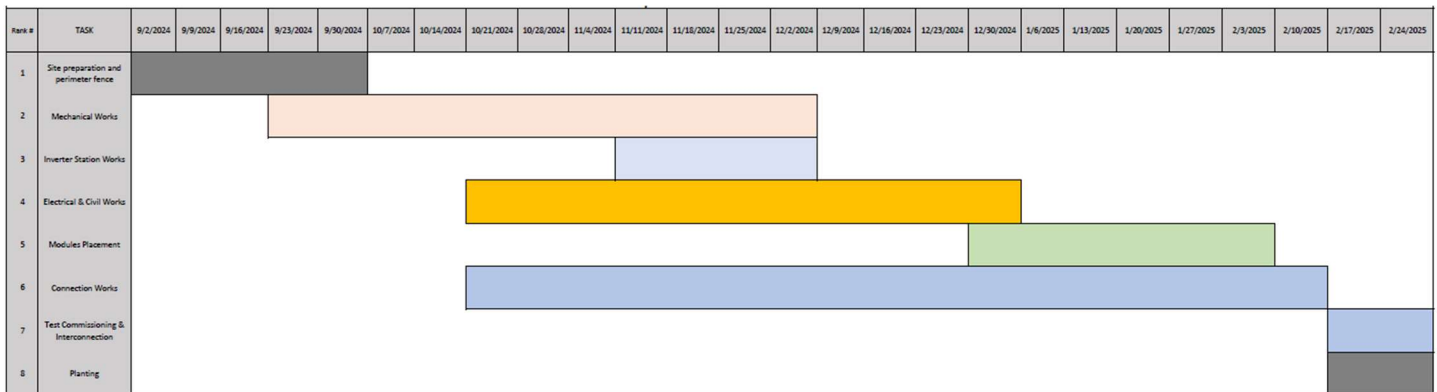 Rank # TASK 9/2/2024 9/9/2024 9/16/2024 9/23/2024 9/30/2024 10/7/2024 10/14/2024 10/21/2024 10/28/2024 11/4/2024 11/11/2024 11/18/2024 11/25/2024 12/2/2024 12/9/2024 12/16/2024 12/23/2024 12/30/2024 1/6/2025 1/13/2025 1/20/2025 1/27/2025 2/3/2025 2/10/2025 2/17/2025 2/24/2025
1 Site preparation and
perimeter fence
2 Mechanical Works
3 Inverter Station Works
4 Electrical & Civil Works
5 Modules Placement
6 Connection Works
7 Test Commissioning &
Interconnection
8 Planting